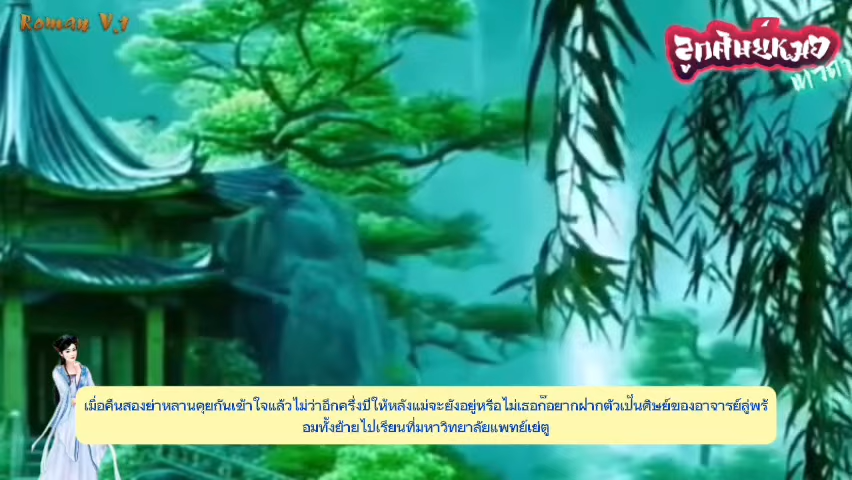 Roman V.1
ลูกศิษย์หมอ
เมื่อคืนสองย่าหลานคุยกันเข้าใจแล้วไม่ว่าอีกครึ่งปีให้หลังแม่จะยังอยู่หรือไม่เธอก็อยากฝากตัวเป็นศิษย์ของอาจารย์ลู่พร้
อมทั้งย้ายไปเรียนที่มหาวิทยาลัยแพทย์เย่ตู